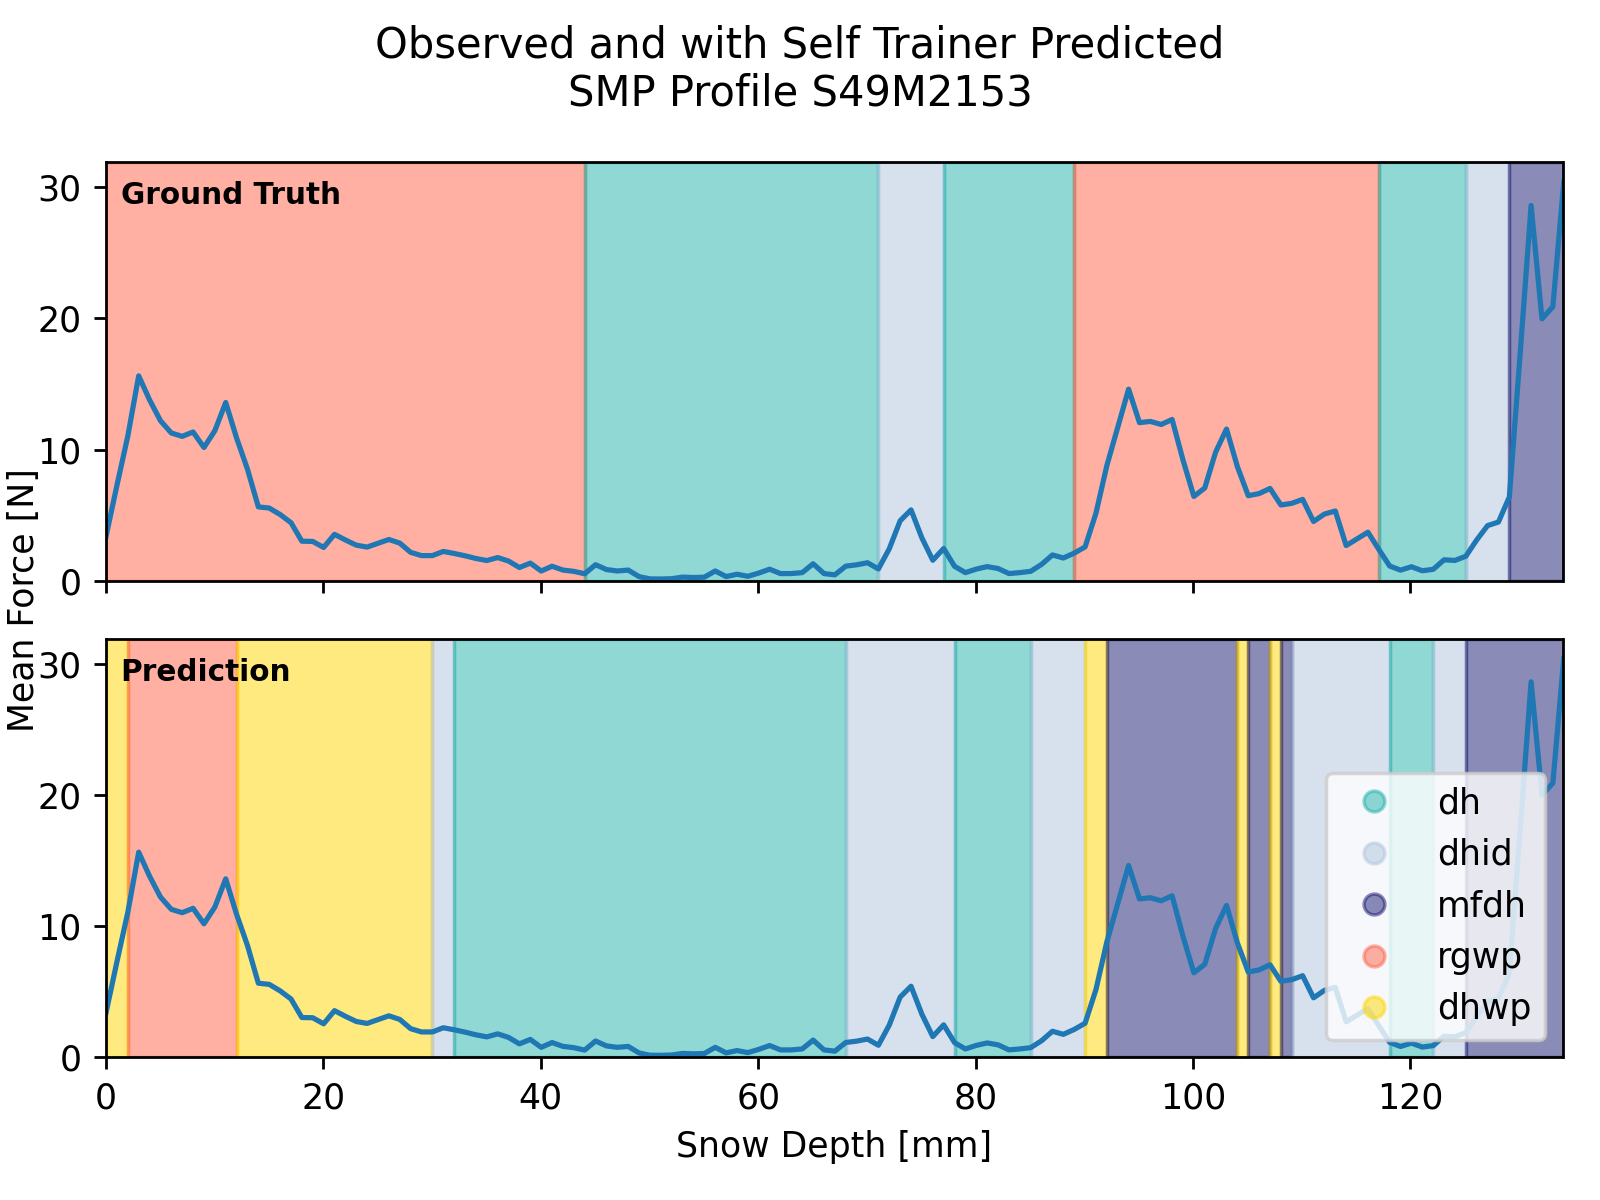 Observed and with Self Trainer Predicted
SMP Profile S49M2153
Mean Force [N]
30
20
10
0
Ground Truth
30
20
10
0
Prediction
dh
dhid
mfdh
rgwp
dhwp
0 20 40 60 80 100 120
Snow Depth [mm]